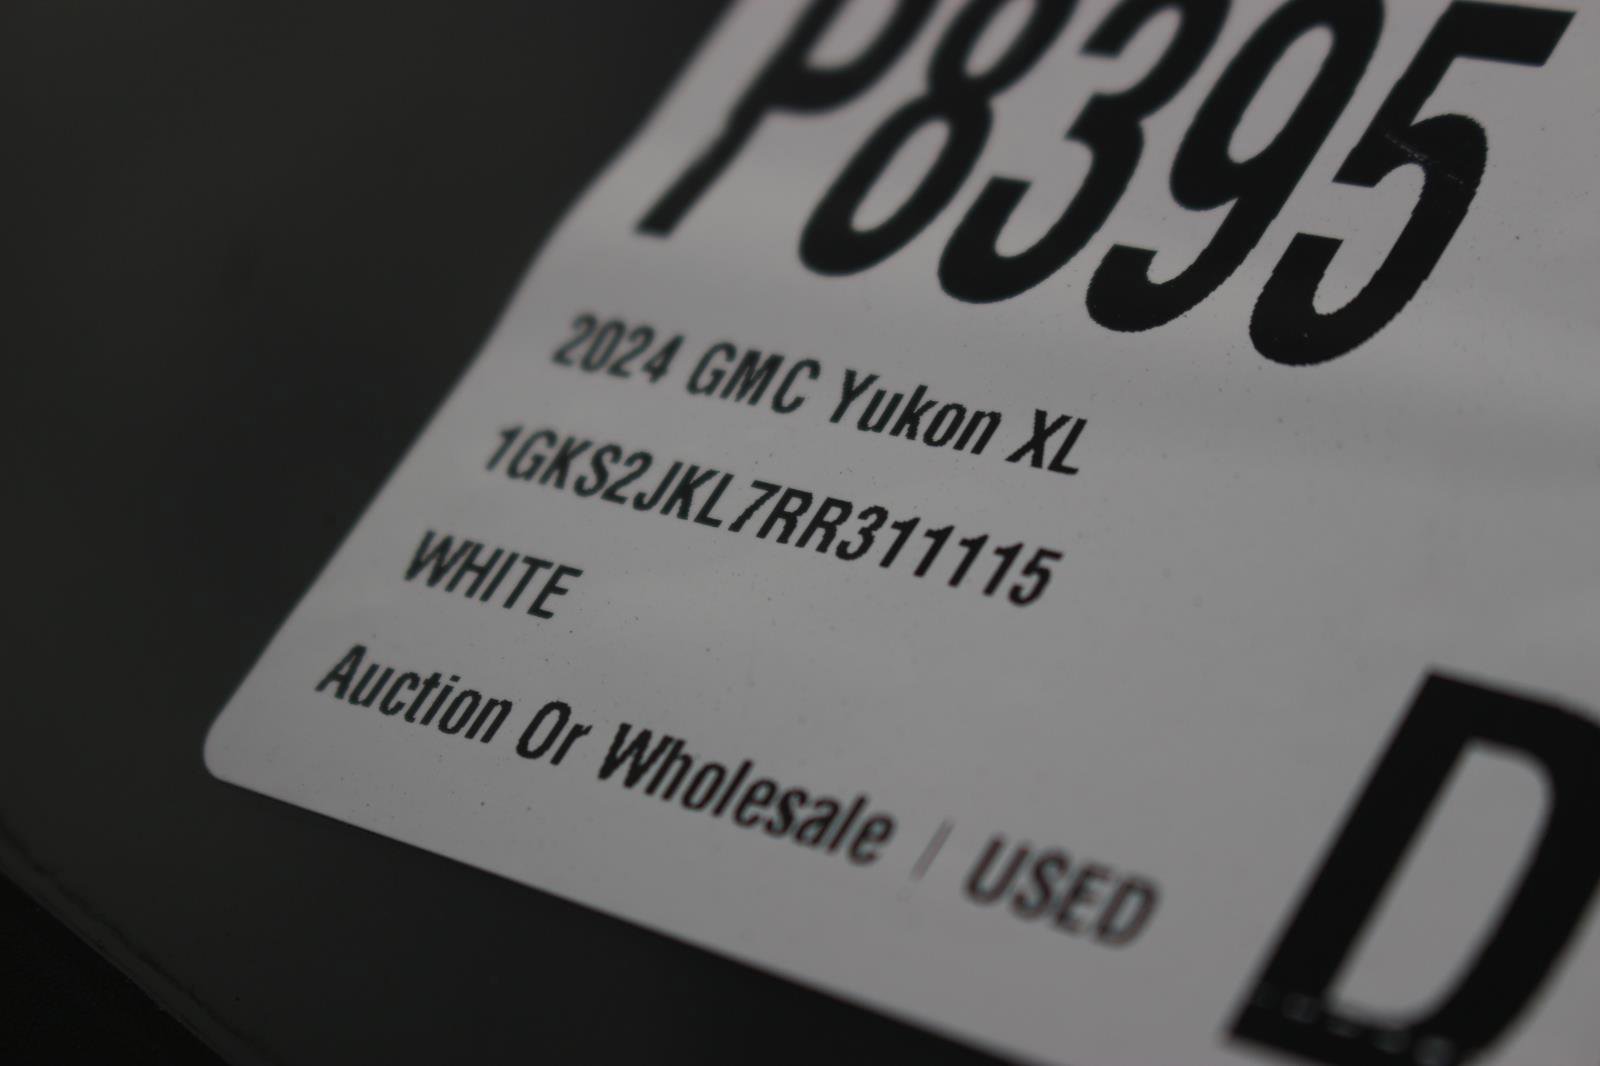 P8395
2024 GMC Yukon XL
1GKS2JKL7RR311115
WHITE
Auction Or Wholesale | USED
D